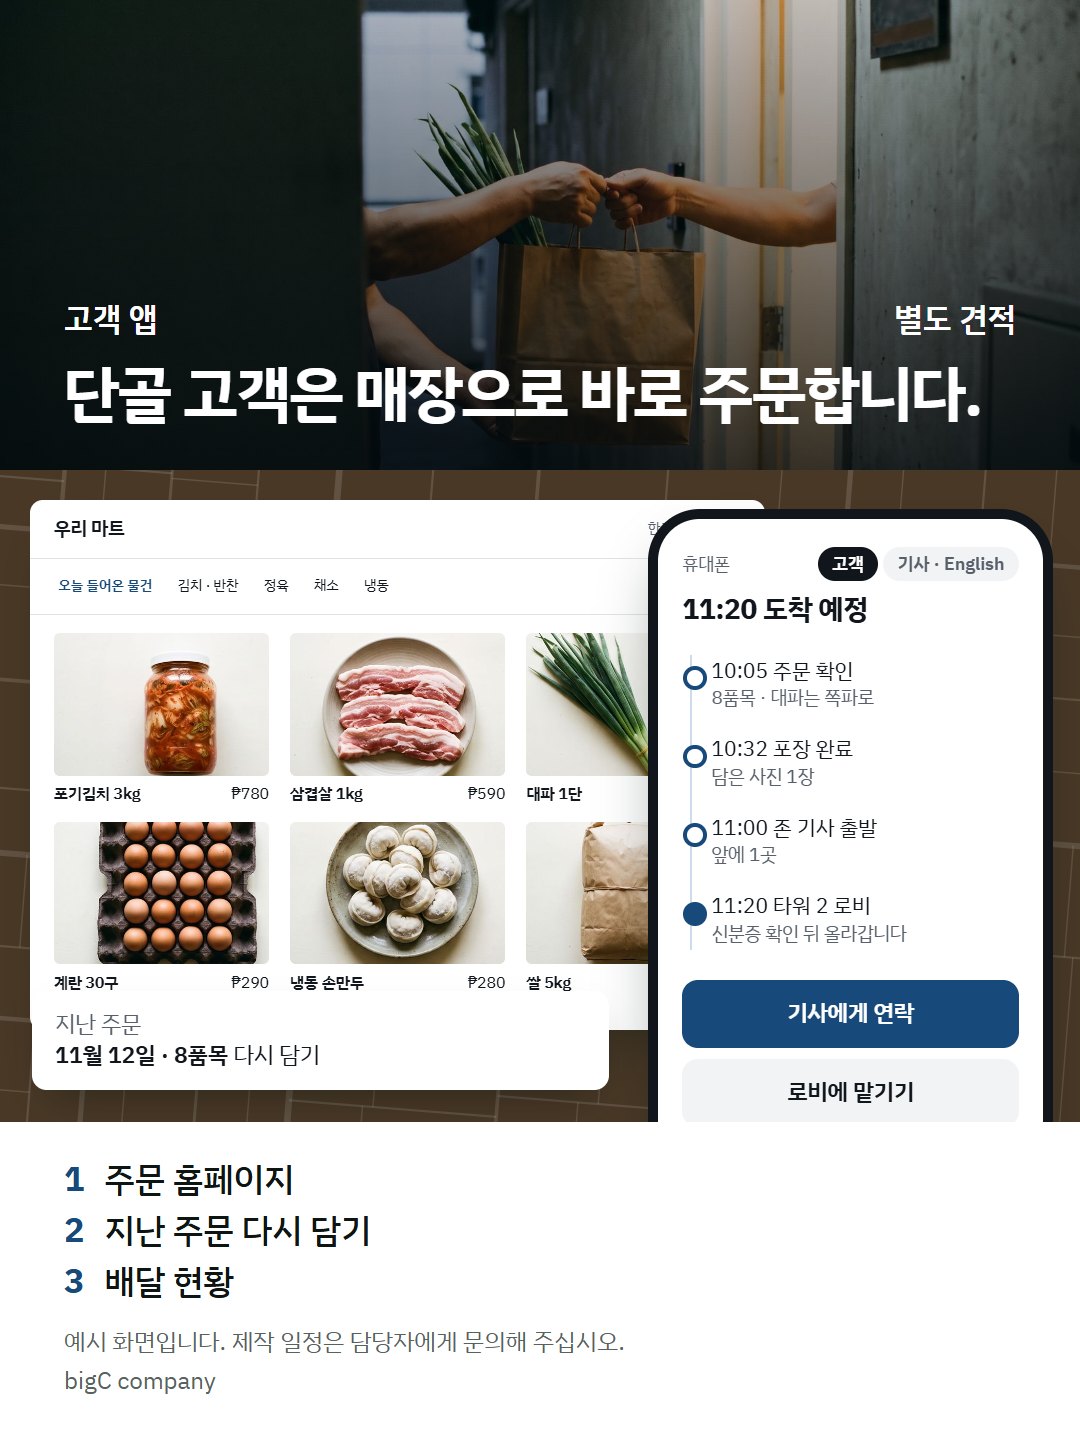 고객 앱
별도 견적
단골 고객은 매장으로 바로 주문합니다.
우리 마트
한
오늘 들어온 물건 김치 · 반찬 정육 채소 냉동
포기김치 3kg ₱780
삼겹살 1kg ₱590
대파 1단
계란 30구 ₱290
냉동 손만두 ₱280
쌀 5kg
지난 주문
11월 12일 · 8품목 다시 담기
휴대폰
고객
기사 · English
11:20 도착 예정
10:05 주문 확인
8품목 · 대파는 쪽파로
10:32 포장 완료
담은 사진 1장
11:00 존 기사 출발
앞에 1곳
11:20 타워 2 로비
신분증 확인 뒤 올라갑니다
기사에게 연락
로비에 맡기기
1 주문 홈페이지
2 지난 주문 다시 담기
3 배달 현황
예시 화면입니다. 제작 일정은 담당자에게 문의해 주십시오.
bigC company